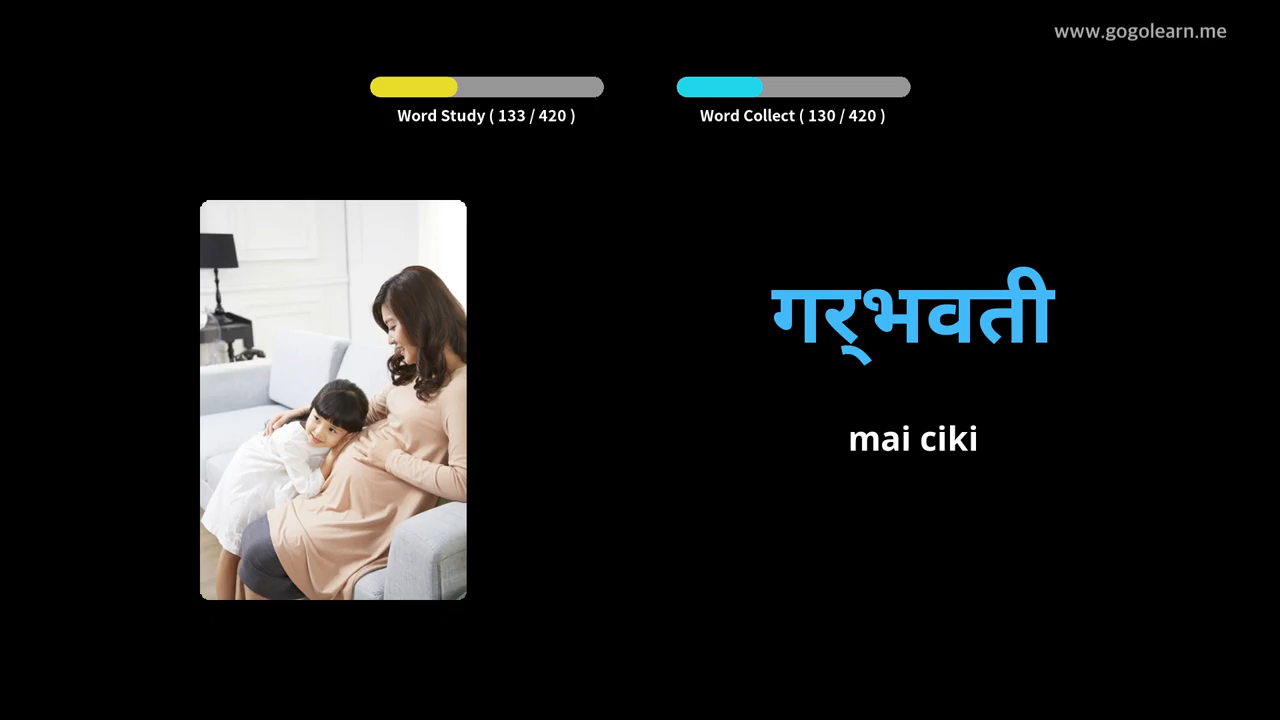 www.gogolearn.me
Word Study ( 133 / 420 )
Word Collect ( 130 / 420 )
गर्‌भवती
mai ciki